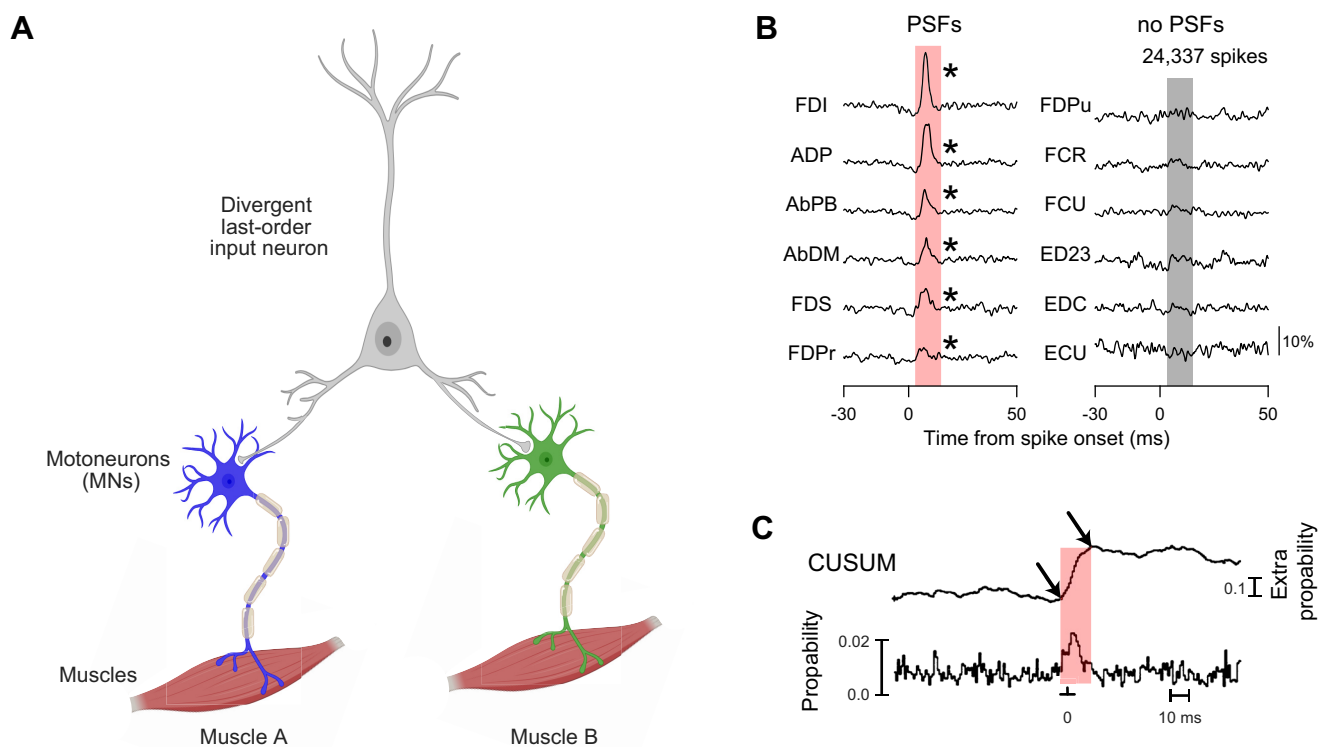 A
Divergent
last-order
input neuron
Motoneurons
(MNs)
Muscles
Muscle A
Muscle B
B
PSFs
no PSFs
24,337 spikes
FDI
*
ADP
*
AbPB
*
AbDM
*
FDS
*
FDPr
*
FDPu
FCR
FCU
ED23
EDC
ECU
10%
-30
0
50
-30
0
50
Time from spike onset (ms)
C
CUSUM
0.1
Extra
propability
Propability
0.02
0.0
0
10 ms